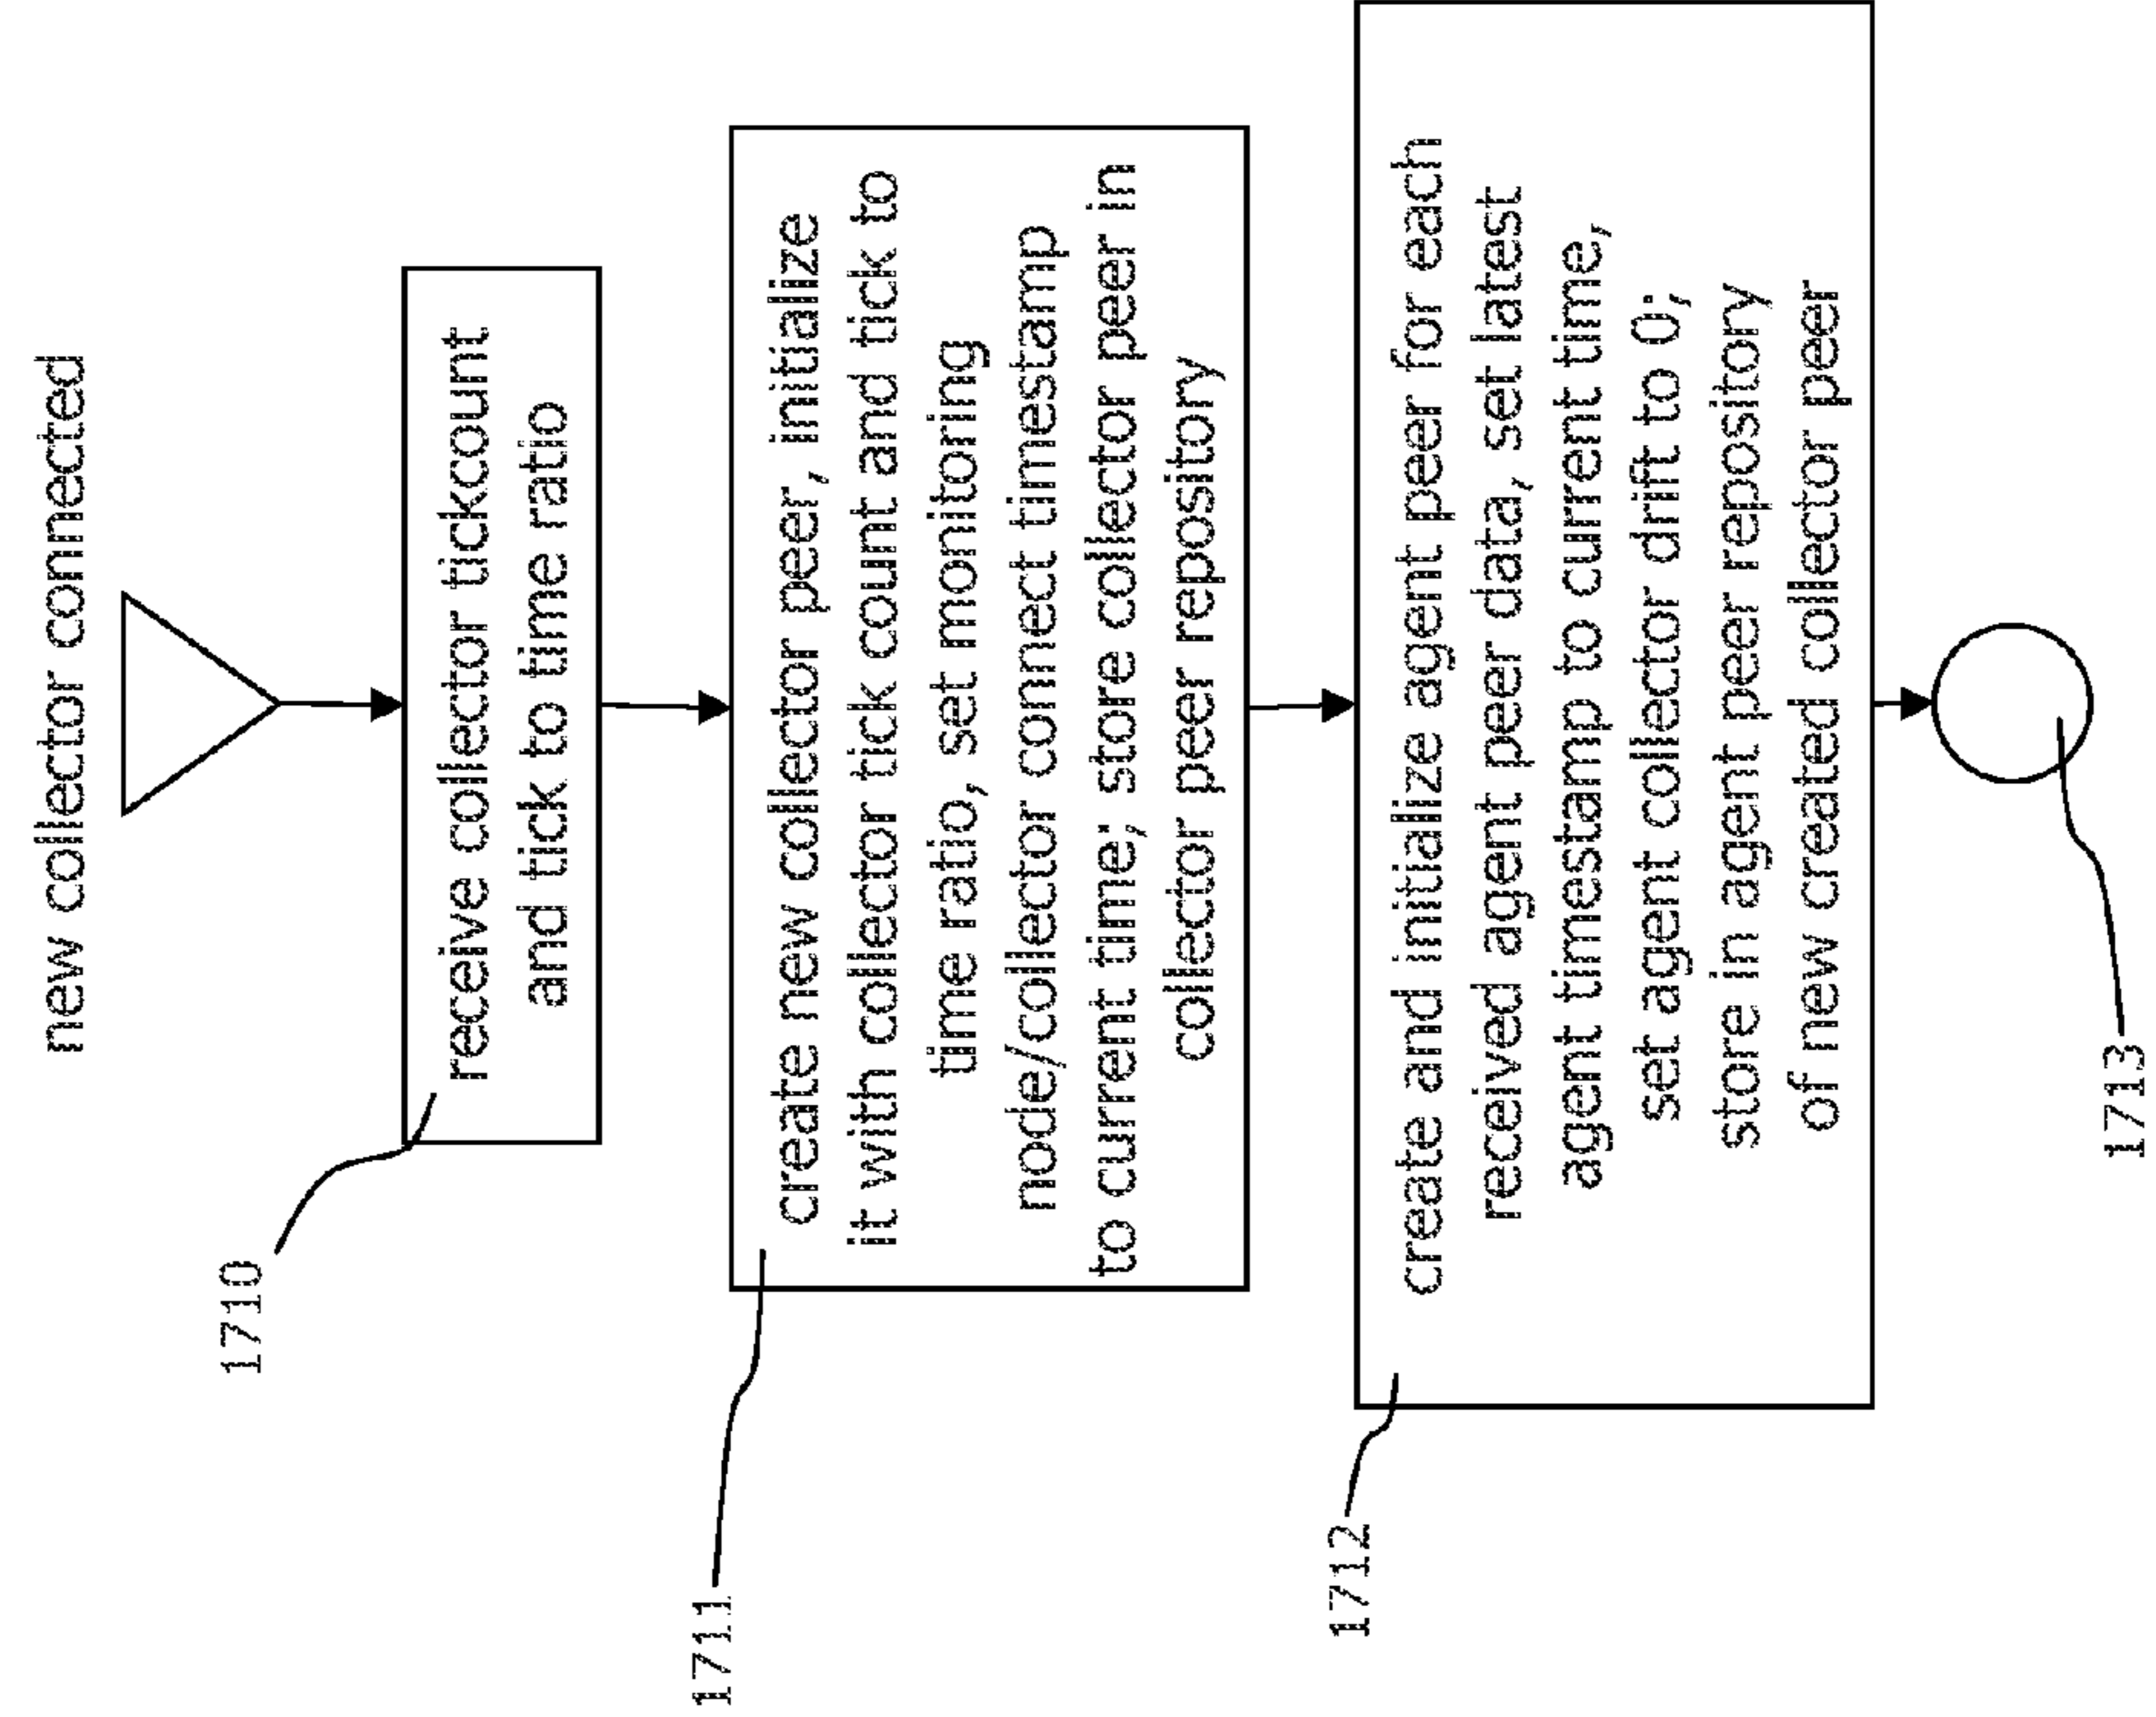 new collector connected
1710
receive collector tickcount
and tick to time ratio
1711
create new collector peer, initialize
it with collector tick count and tick to
time ratio, set monitoring
node/collector connect timestamp
to current time; store collector peer in
collector peer repository
1712
create and initialize agent peer for each
received agent peer data, set latest
agent timestamp to current time,
set agent collector drift to 0;
store in agent peer repository
of new created collector peer
1713